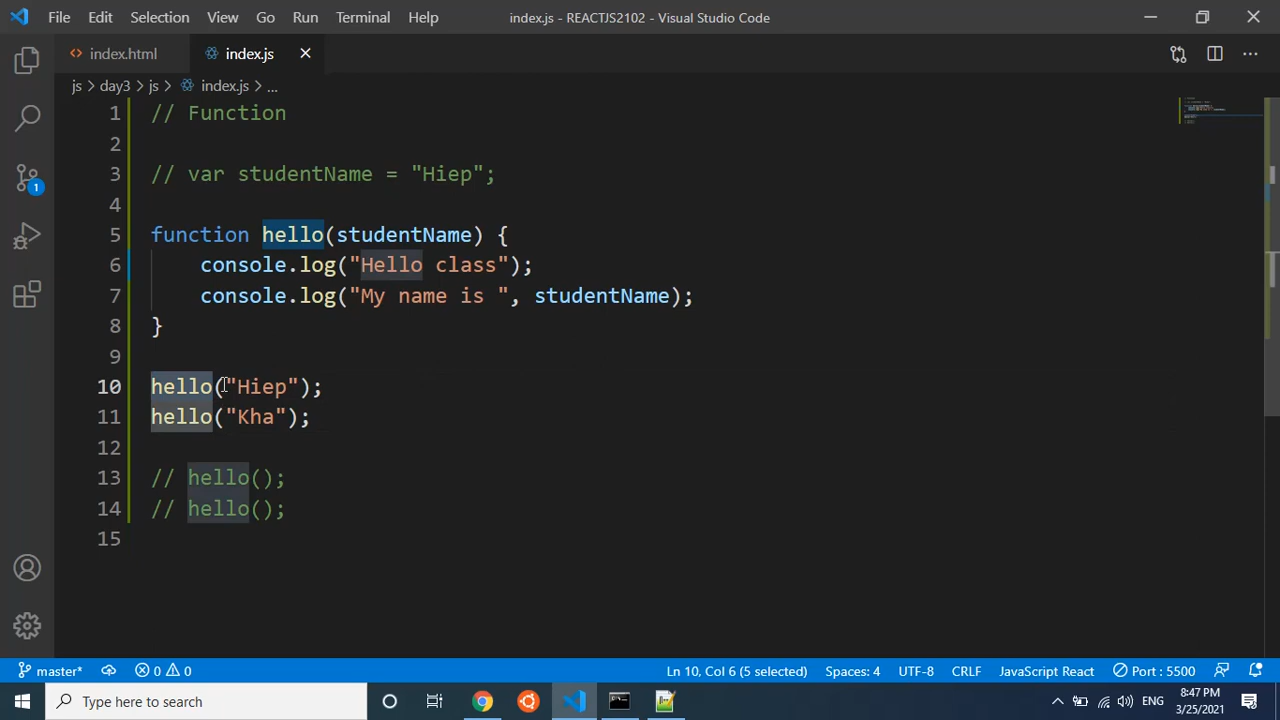 File Edit Selection View Go Run Terminal Help index.js - REACTJS2102 - Visual Studio Code
index.html index.js
js > day3 > js > index.js > ...
1 // Function
2
3 // var studentName = "Hiep";
4
5 function hello(studentName) {
6 console.log("Hello class");
7 console.log("My name is ", studentName);
8 }
9
10 hello("Hiep");
11 hello("Kha");
12
13 // hello();
14 // hello();
15
1
master* 0 0 Ln 10, Col 6 (5 selected) Spaces: 4 UTF-8 CRLF JavaScript React Port : 5500
Type here to search ENG 8:47 PM
3/25/2021